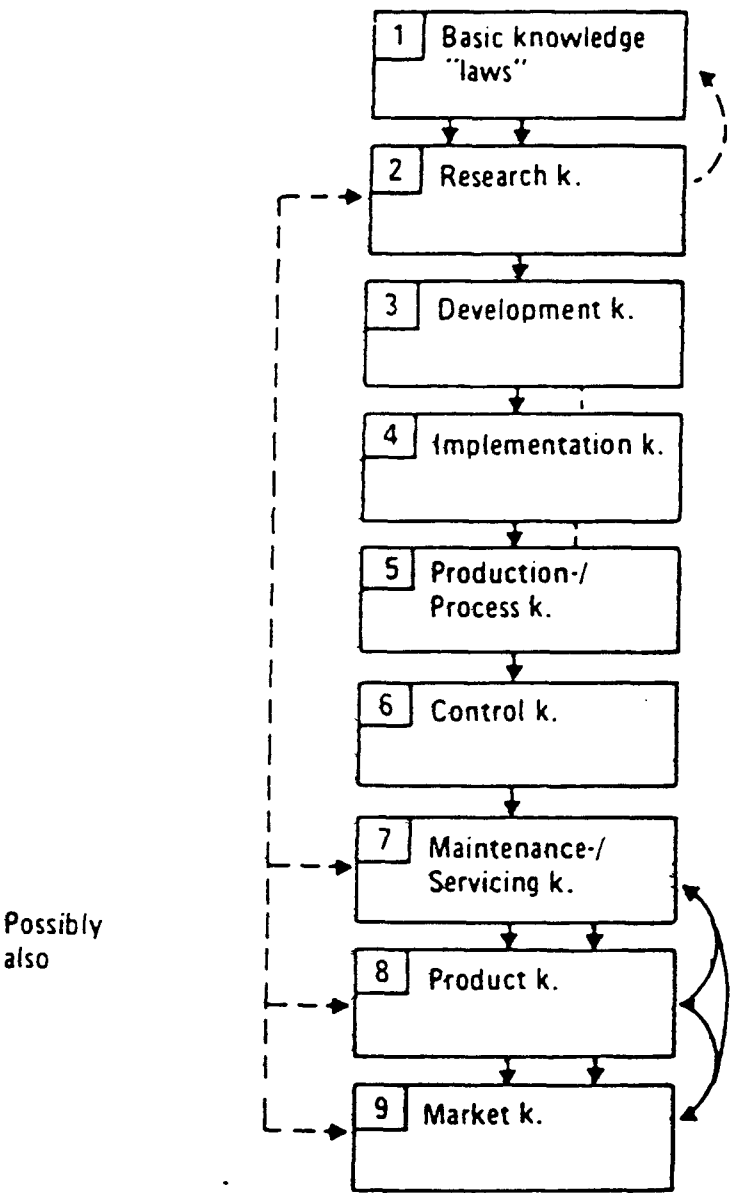 1 Basic knowledge
"laws"
2 Research k.
3 Development k.
4 Implementation k.
5 Production-/
Process k.
6 Control k.
7 Maintenance-/
Servicing k.
Possibly
also
8 Product k.
9 Market k.